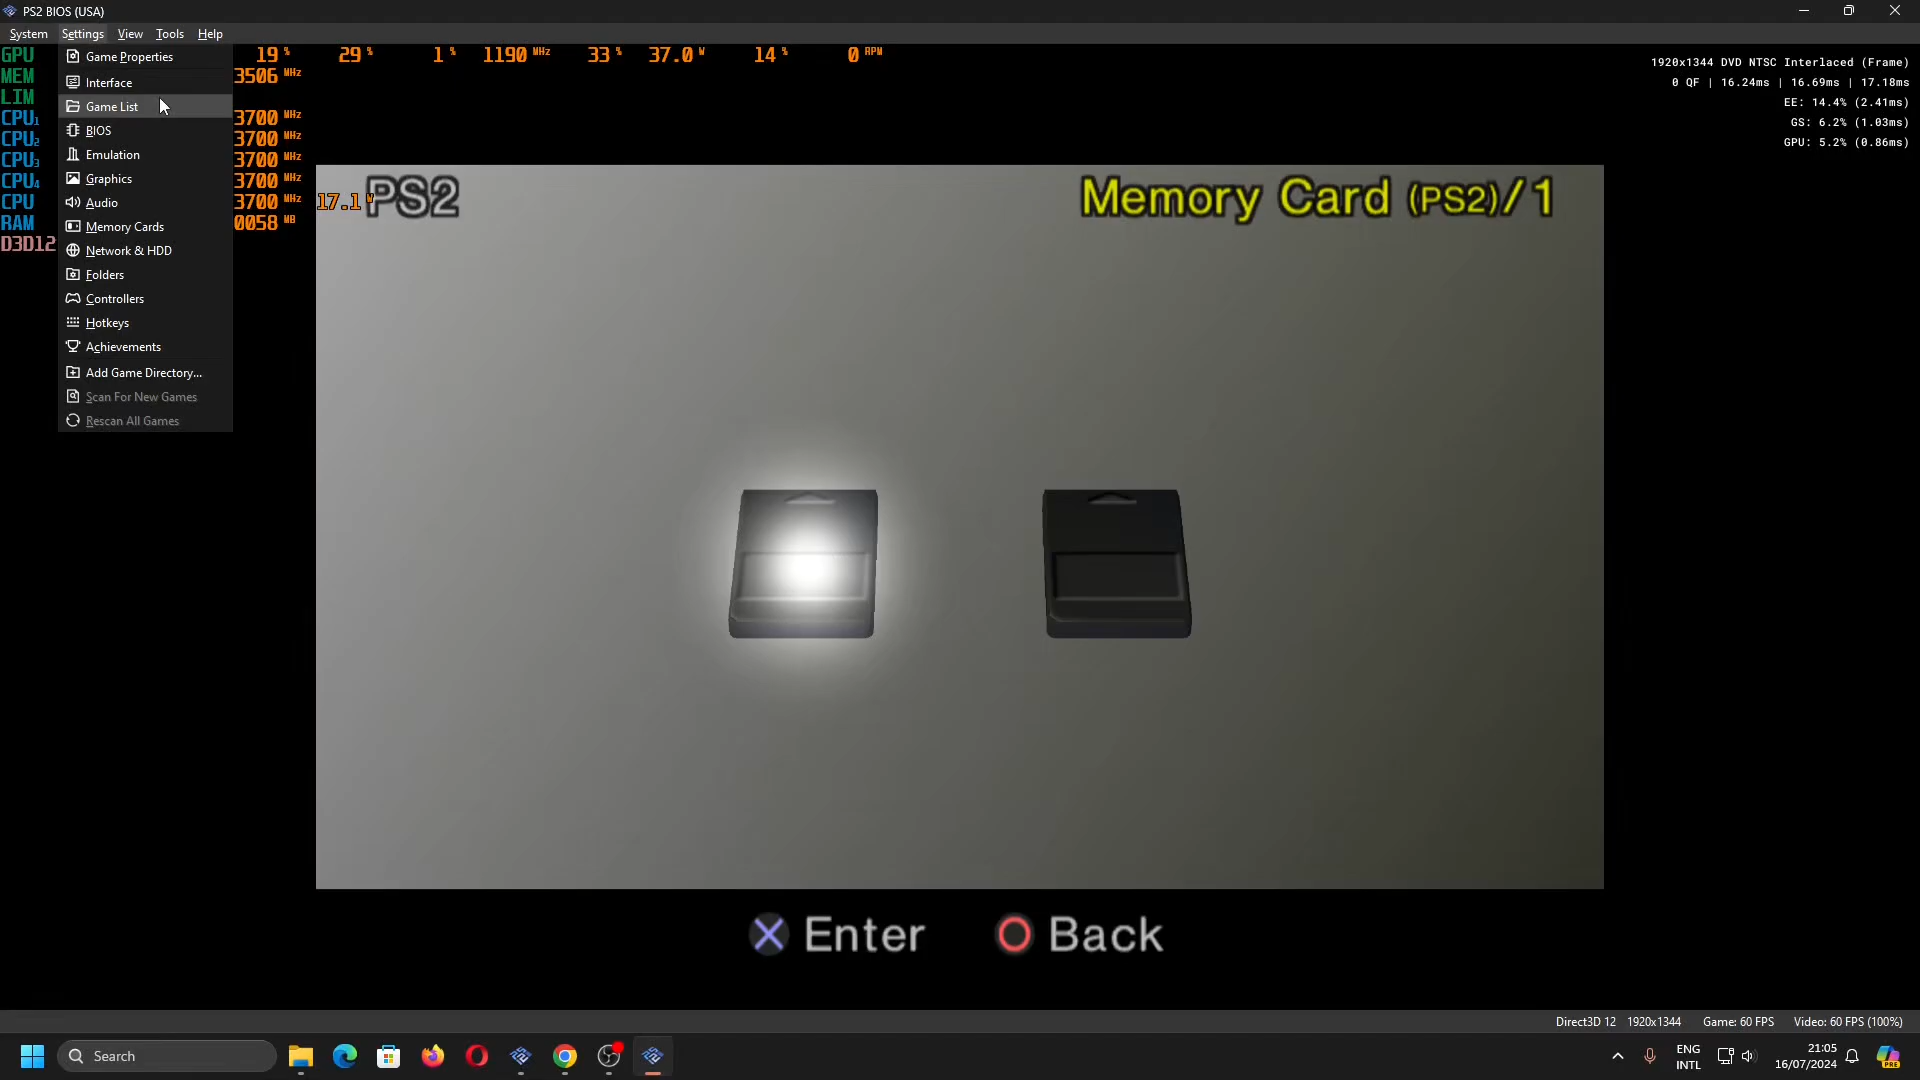 PS2 BIOS (USA)
System Settings View Tools Help
GPU 19 % 29 % 1 % 1190 MHz 33 % 37.0 W 14 % 0 RPM
MEM 3506 MHz
LIM
CPU1 3700 MHz
CPU2 3700 MHz
CPU3 3700 MHz
CPU4 3700 MHz
CPU 3700 MHz 17.1 W
RAM 0058 MB
D3D12
Game Properties
Interface
Game List
BIOS
Emulation
Graphics
Audio
Memory Cards
Network & HDD
Folders
Controllers
Hotkeys
Achievements
Add Game Directory...
Scan For New Games
Rescan All Games
1920x1344 DVD NTSC Interlaced (Frame)
0 QF | 16.24ms | 16.69ms | 17.18ms
EE: 14.4% (2.41ms)
GS: 6.2% (1.03ms)
GPU: 5.2% (0.86ms)
PS2
Memory Card (PS2)/1
Enter Back
Direct3D 12 1920x1344 Game: 60 FPS Video: 60 FPS (100%)
Search
ENG
INTL
21:05
16/07/2024
PRE